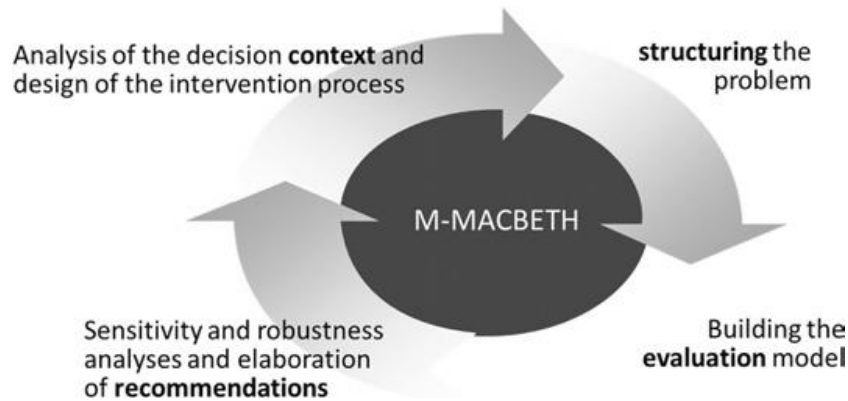 Analysis of the decision context and
design of the intervention process
structuring the
problem
M-MACBETH
Sensitivity and robustness
analyses and elaboration
of recommendations
Building the
evaluation model